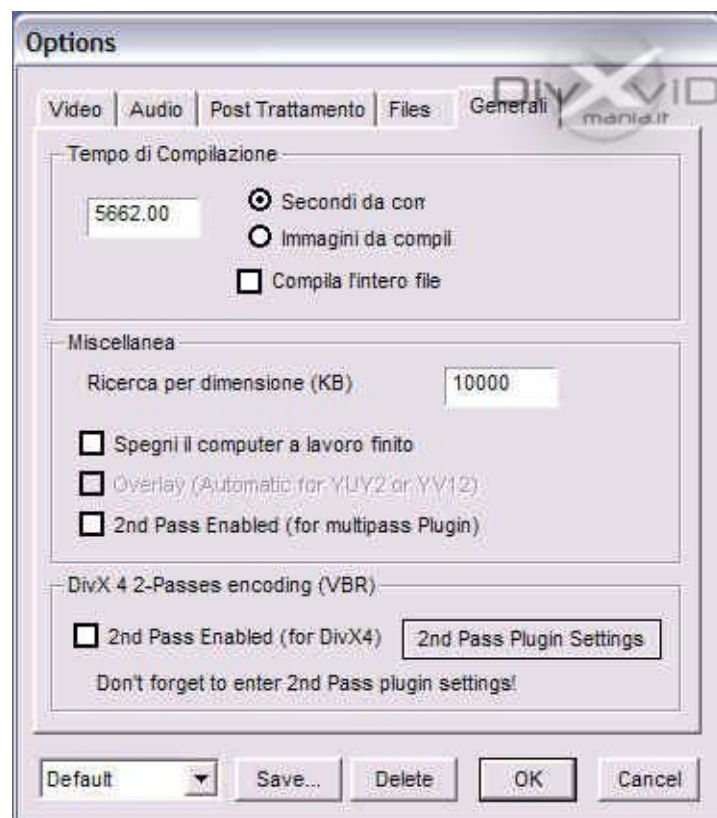 Options
DivXviD
mania.it
Video Audio Post Trattamento Files Generali
Tempo di Compilazione
5662.00
Secondi da com
Immagini da compil
Compila l'intero file
Miscellanea
Ricerca per dimensione (KB) 10000
Spegni il computer a lavoro finito
Overlay (Automatic for YUY2 or YV12)
2nd Pass Enabled (for multipass Plugin)
DivX 4 2-Passes encoding (VBR)
2nd Pass Enabled (for DivX4) 2nd Pass Plugin Settings
Don't forget to enter 2nd Pass plugin settings!
Default Save... Delete OK Cancel